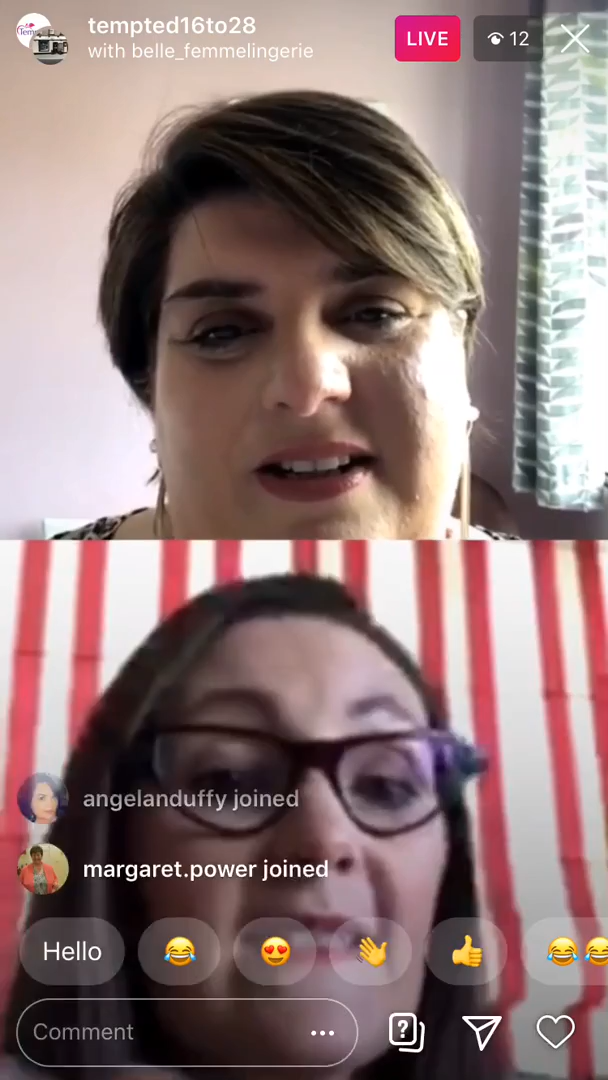 tempted16to28
with belle_femmelingerie
LIVE
12
angelanduffy joined
margaret.power joined
Hello
Comment